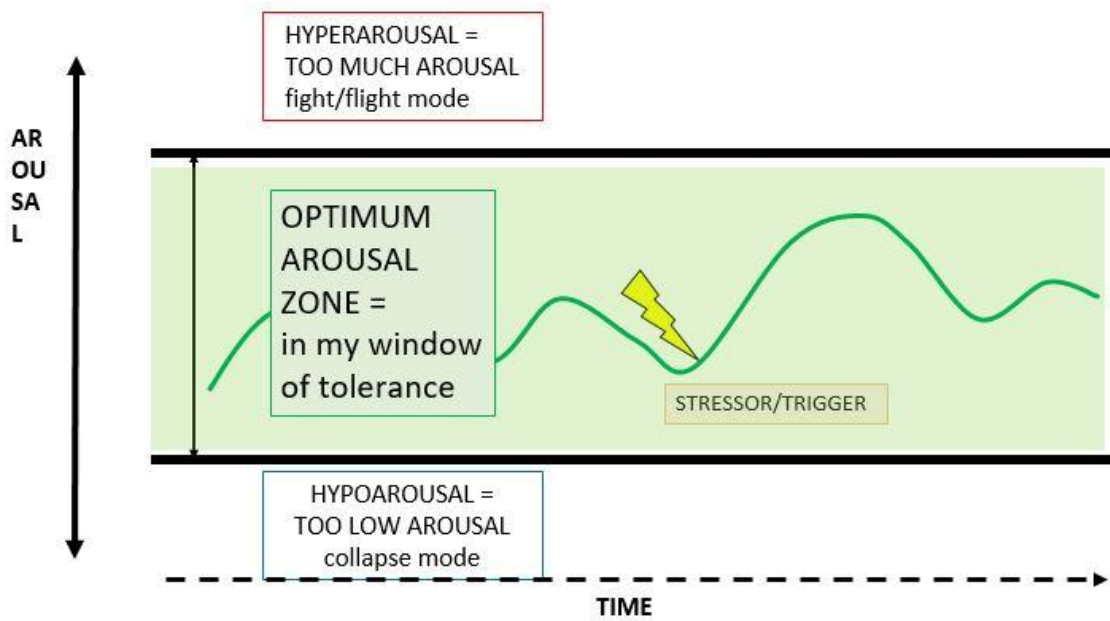 HYPERAROUSAL =
TOO MUCH AROUSAL
fight/flight mode
AR
OU
SA
L
OPTIMUM
AROUSAL
ZONE =
in my window
of tolerance
STRESSOR/TRIGGER
HYPOAROUSAL =
TOO LOW AROUSAL
collapse mode
TIME